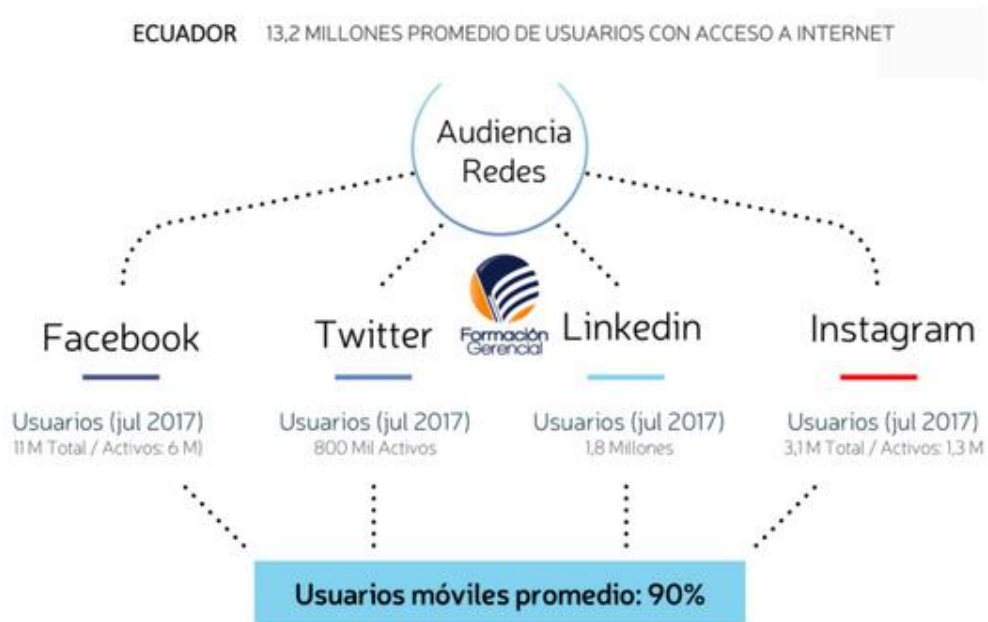 ECUADOR 13,2 MILLONES PROMEDIO DE USUARIOS CON ACCESO A INTERNET
Audiencia
Redes
Facebook
Twitter
Formación
Gerencial
Linkedin
Instagram
Usuarios (jul 2017)
11 M Total / Activos: 6 M)
Usuarios (jul 2017)
800 Mil Activos
Usuarios (jul 2017)
1,8 Millones
Usuarios (jul 2017)
3,1 M Total / Activos: 1,3 M
Usuarios móviles promedio: 90%